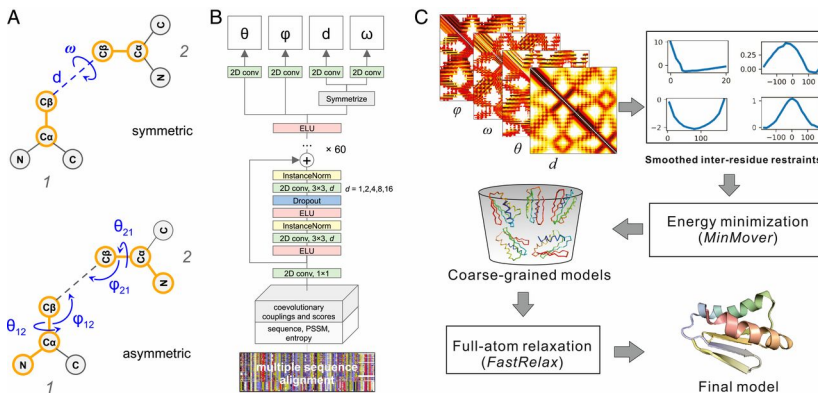 A
ω
d
Cβ
Cα
C
N
2
Cβ
Cα
N
C
1
symmetric
θ21
Cβ
Cα
C
N
2
φ21
Cβ
φ12
θ12
Cα
N
C
1
asymmetric
B
θ
φ
d
ω
2D conv
2D conv
2D conv
2D conv
Symmetrize
ELU
...
× 60
+
InstanceNorm
2D conv, 3×3, d
d = 1,2,4,8,16
Dropout
ELU
InstanceNorm
2D conv, 3×3, d
ELU
2D conv, 1×1
coevolutionary
couplings and scores
sequence, PSSM,
entropy
multiple sequence
alignment
C
φ
ω
θ
d
10
0
0
20
0.05
0.00
−100
0
100
0
−2
0
100
1
0
−100
0
100
Smoothed inter-residue restraints
Energy minimization
(MinMover)
Coarse-grained models
Full-atom relaxation
(FastRelax)
Final model